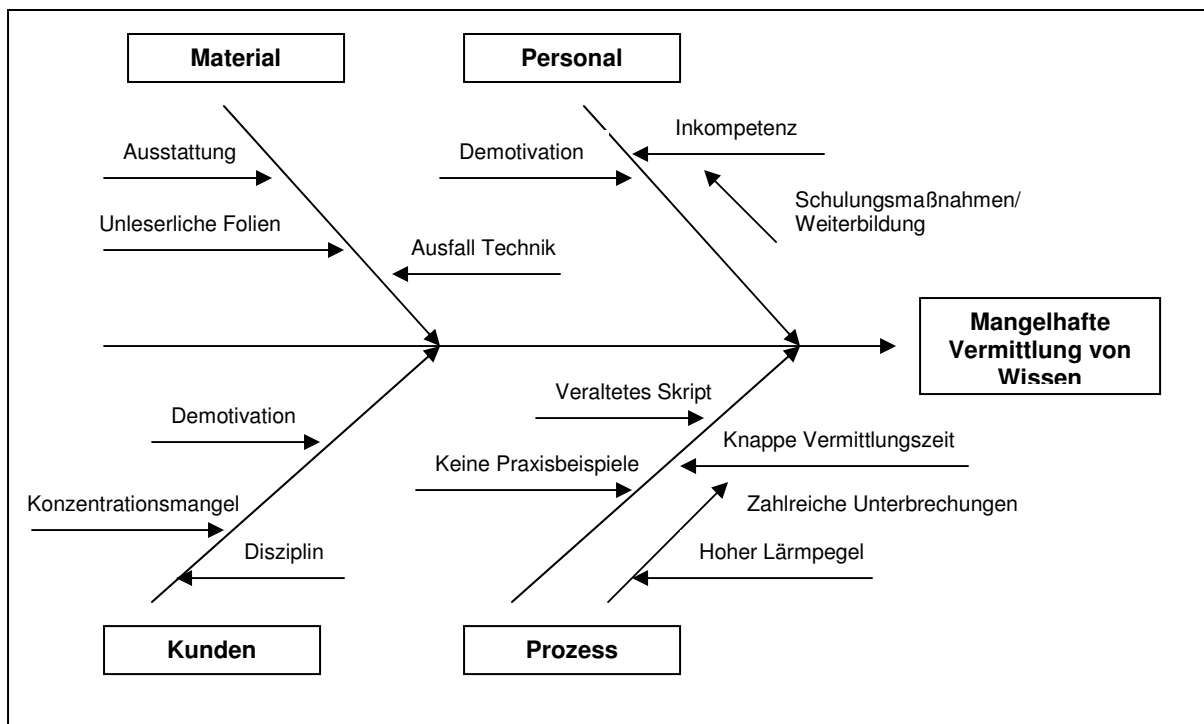 Material
Personal
Ausstattung
Unleserliche Folien
Ausfall Technik
Demotivation
Inkompetenz
Schulungsmaßnahmen/
Weiterbildung
Mangelhafte
Vermittlung von
Wissen
Demotivation
Konzentrationsmangel
Disziplin
Veraltetes Skript
Keine Praxisbeispiele
Knappe Vermittlungszeit
Zahlreiche Unterbrechungen
Hoher Lärmpegel
Kunden
Prozess